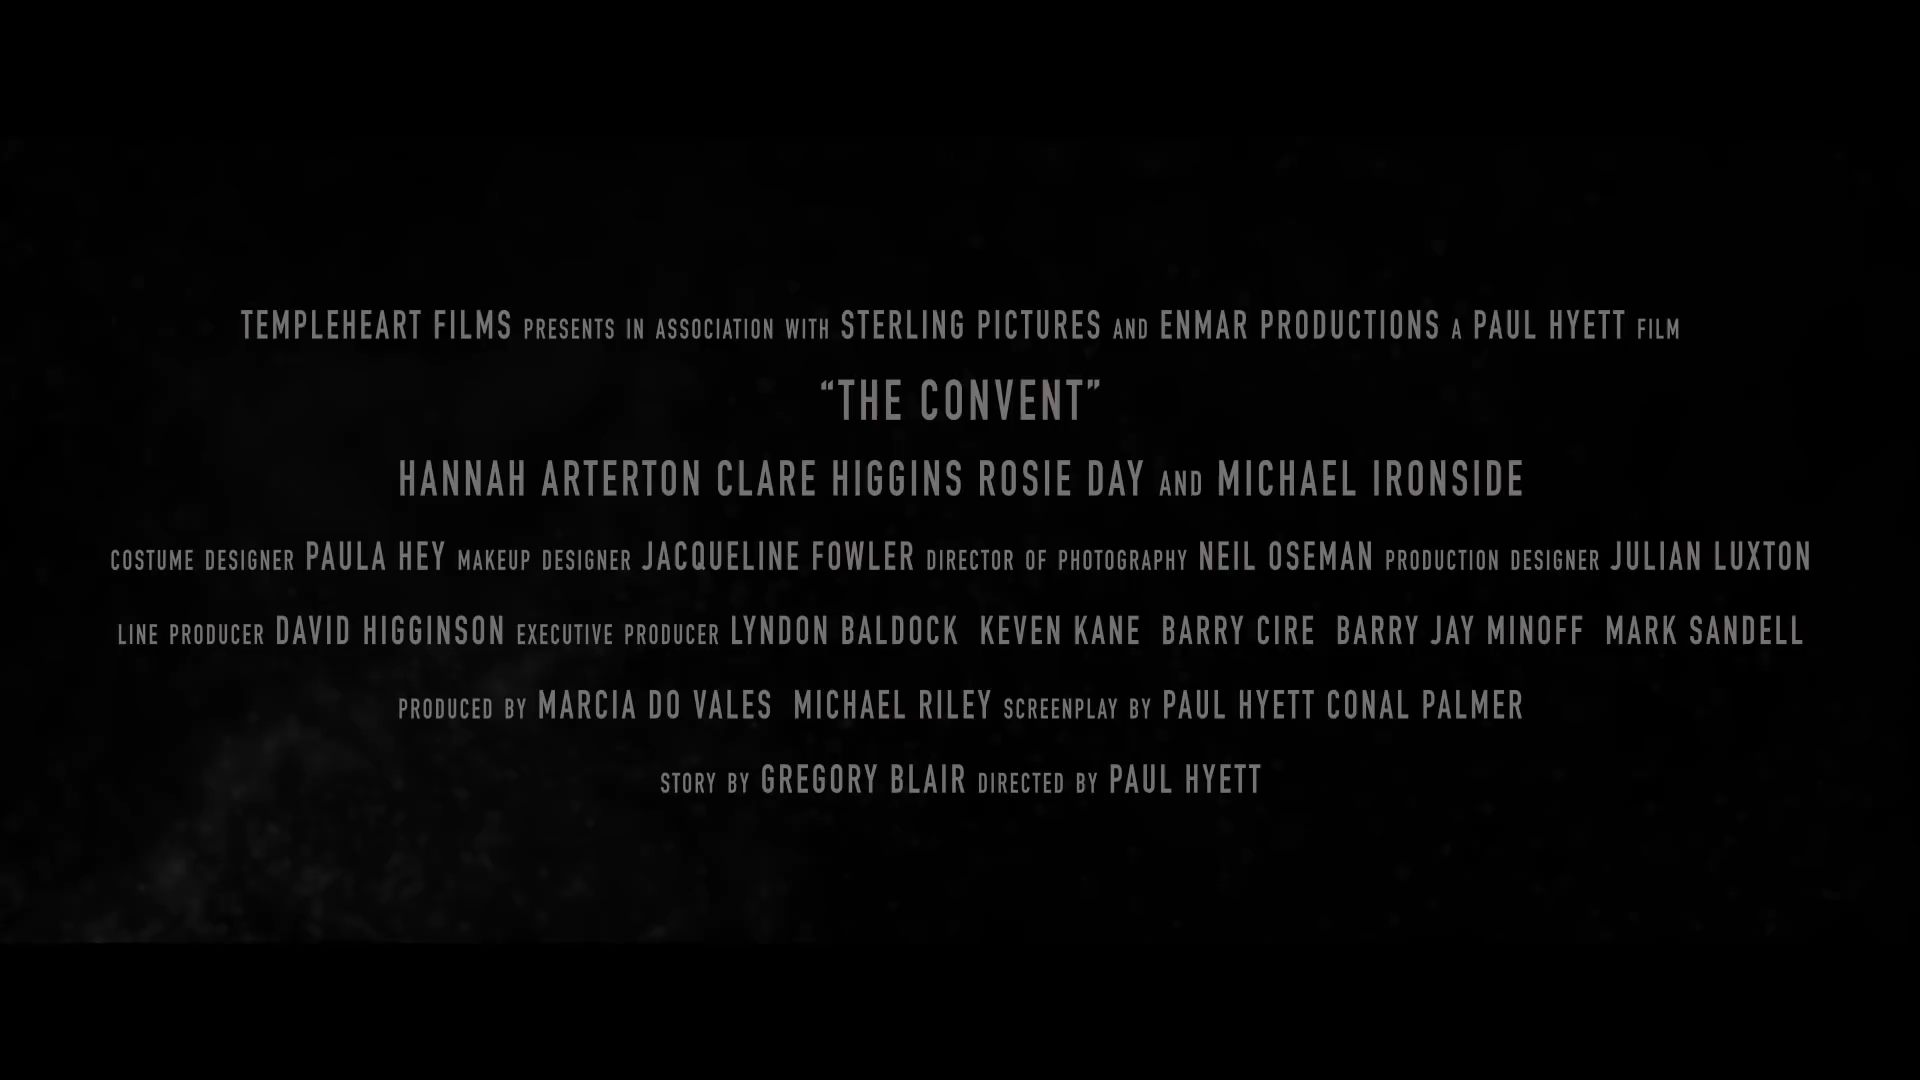 TEMPLEHEART FILMS PRESENTS IN ASSOCIATION WITH STERLING PICTURES AND ENMAR PRODUCTIONS A PAUL HYETT FILM
“THE CONVENT”
HANNAH ARTERTON CLARE HIGGINS ROSIE DAY AND MICHAEL IRONSIDE
COSTUME DESIGNER PAULA HEY MAKEUP DESIGNER JACQUELINE FOWLER DIRECTOR OF PHOTOGRAPHY NEIL OSEMAN PRODUCTION DESIGNER JULIAN LUXTON
LINE PRODUCER DAVID HIGGINSON EXECUTIVE PRODUCER LYNDON BALDOCK KEVEN KANE BARRY CIRE BARRY JAY MINOFF MARK SANDELL
PRODUCED BY MARCIA DO VALES MICHAEL RILEY SCREENPLAY BY PAUL HYETT CONAL PALMER
STORY BY GREGORY BLAIR DIRECTED BY PAUL HYETT